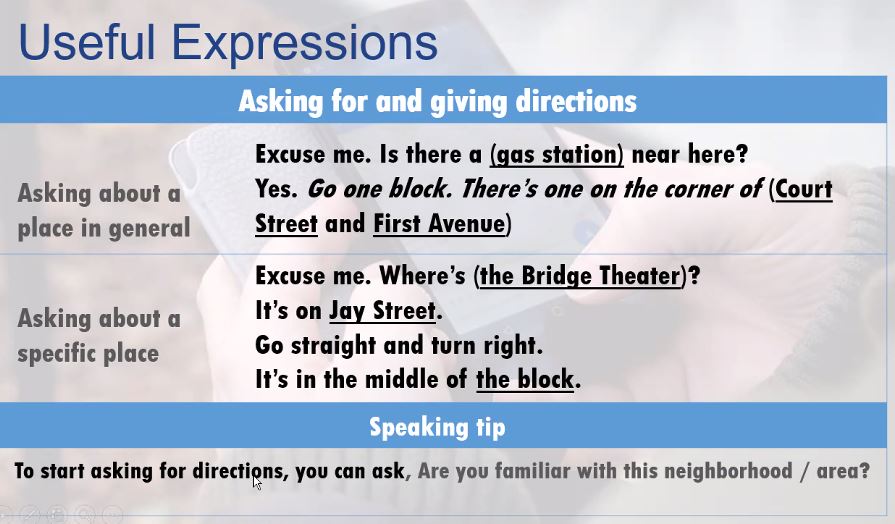 Useful Expressions
Asking for and giving directions
Asking about a
place in general
Excuse me. Is there a (gas station) near here?
Yes. Go one block. There's one on the corner of (Court
Street and First Avenue)
Asking about a
specific place
Excuse me. Where's (the Bridge Theater)?
It's on Jay Street.
Go straight and turn right.
It's in the middle of the block.
Speaking tip
To start asking for directions, you can ask, Are you familiar with this neighborhood / area?